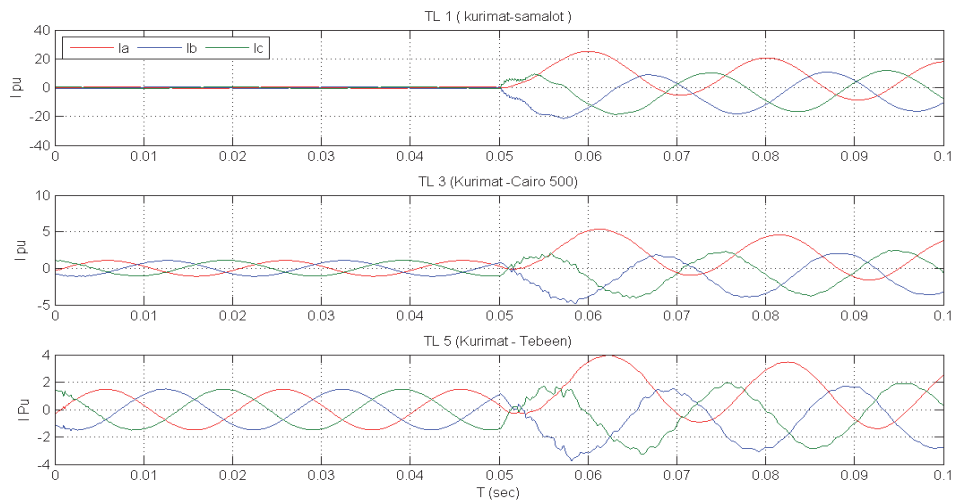 TL 1 ( kurimat-samalot )
40
20
0
-20
-40
I pu
Ia Ib Ic
0 0.01 0.02 0.03 0.04 0.05 0.06 0.07 0.08 0.09 0.1
TL 3 (Kurimat -Cairo 500)
10
5
0
-5
I pu
0 0.01 0.02 0.03 0.04 0.05 0.06 0.07 0.08 0.09 0.1
TL 5 (Kurimat - Tebeen)
4
2
0
-2
-4
I Pu
0 0.01 0.02 0.03 0.04 0.05 0.06 0.07 0.08 0.09 0.1
T (sec)